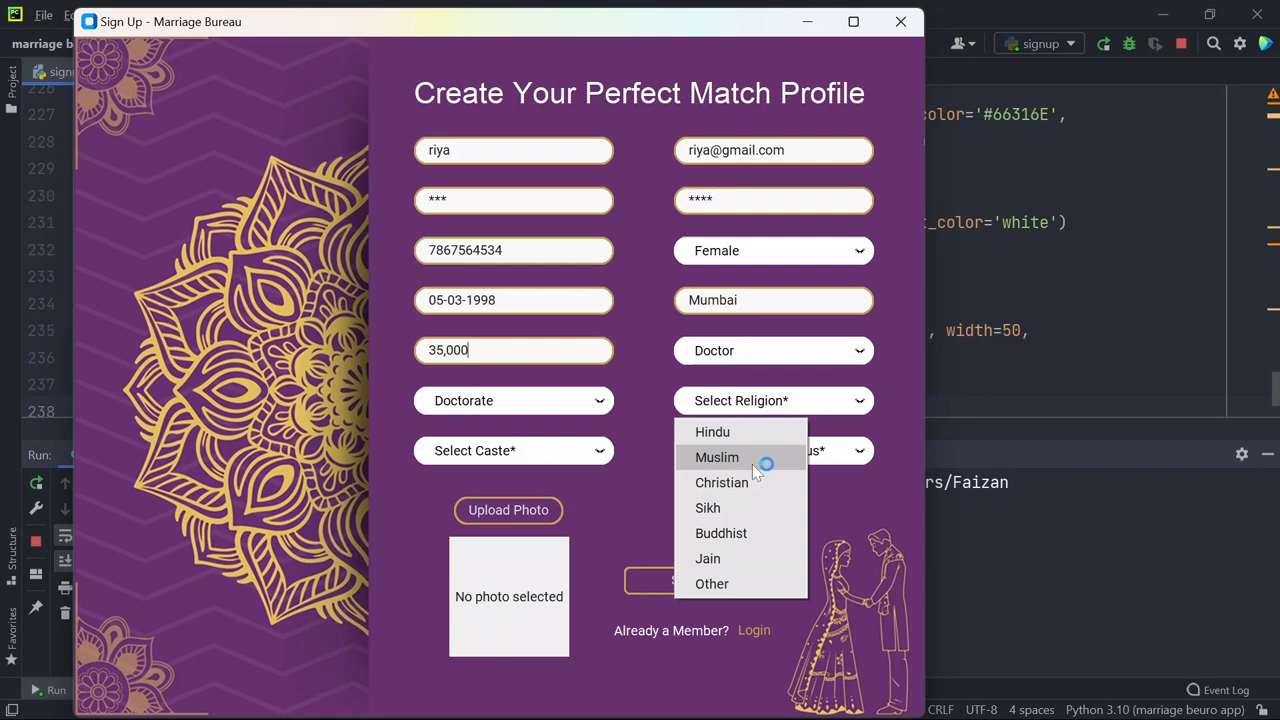 File
Sign Up - Marriage Bureau
marriage b
signup
Project
sign
226
227
228
229
230
231
232
233
234
235
236
237
238
olor='#66316E',
_color='white')
, width=50,
Create Your Perfect Match Profile
riya
riya@gmail.com
***
****
7867564534
Female
05-03-1998
Mumbai
35,000
Doctor
Doctorate
Select Religion*
Select Caste*
us*
Hindu
Muslim
Christian
Sikh
Buddhist
Jain
Other
Upload Photo
No photo selected
S
Already a Member? Login
Run:
rs/Faizan
Structure
Favorites
Run
Event Log
CRLF UTF-8 4 spaces Python 3.10 (marriage beuro app)